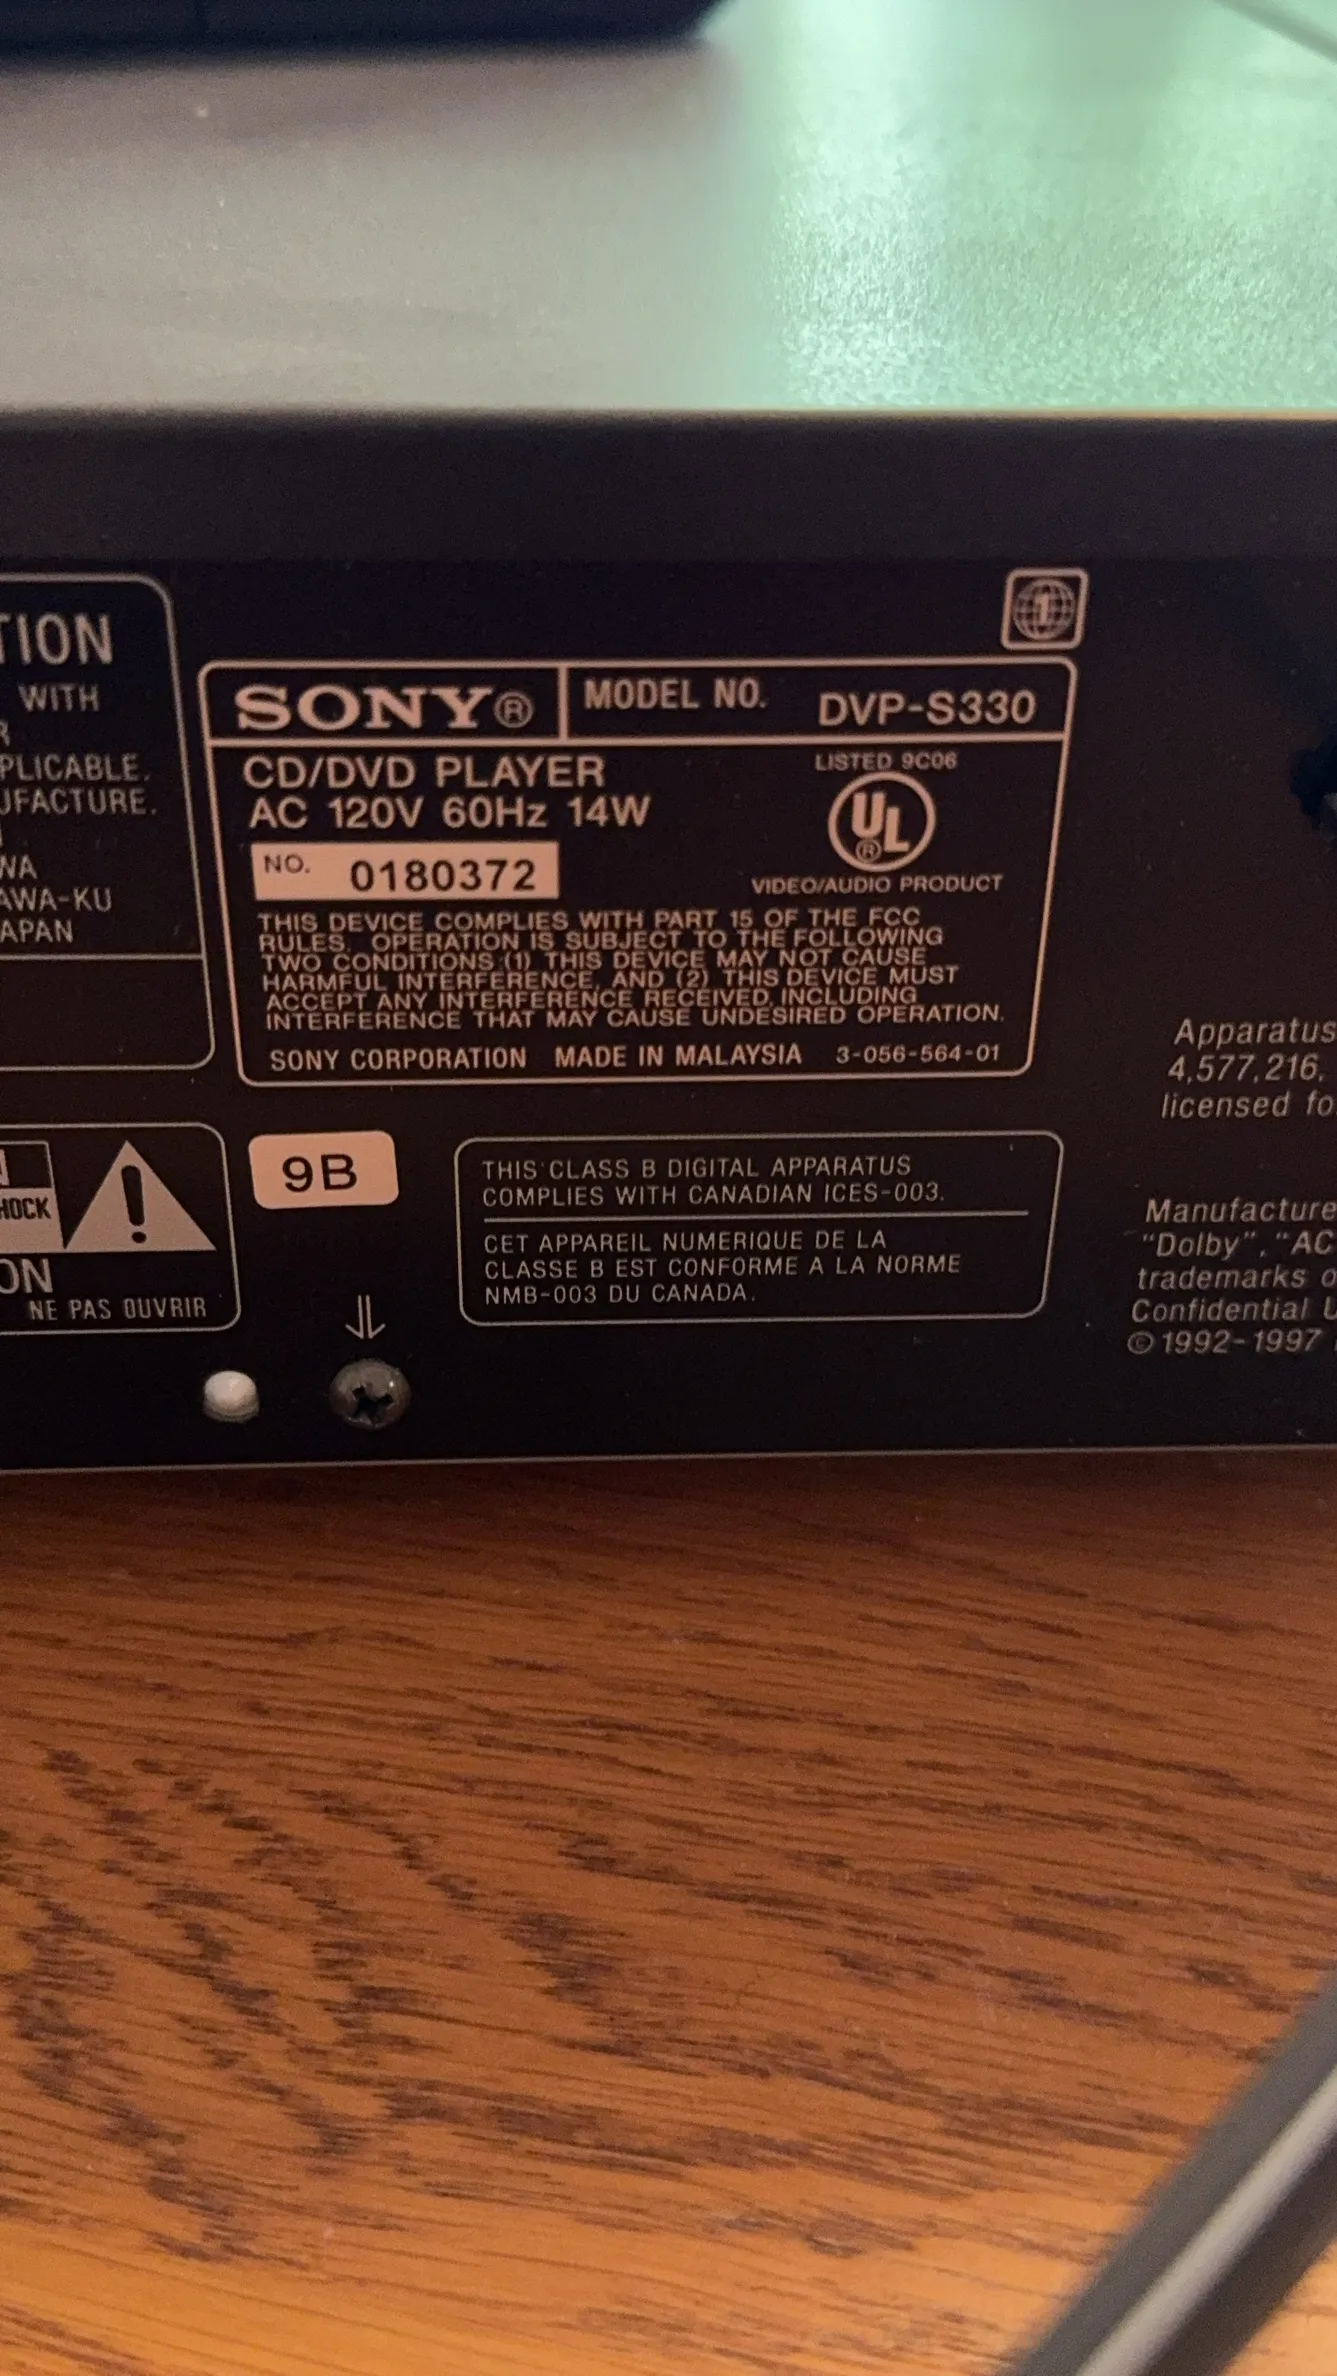 TION
WITH
R
PLICABLE.
UFACTURE.
WA
AWA-KU
APAN
1
SONY®
MODEL NO. DVP-S330
CD/DVD PLAYER
AC 120V 60Hz 14W
NO. 0180372
LISTED 9C06
UL®
VIDEO/AUDIO PRODUCT
THIS DEVICE COMPLIES WITH PART 15 OF THE FCC
RULES. OPERATION IS SUBJECT TO THE FOLLOWING
TWO CONDITIONS:(1) THIS DEVICE MAY NOT CAUSE
HARMFUL INTERFERENCE, AND (2) THIS DEVICE MUST
ACCEPT ANY INTERFERENCE RECEIVED, INCLUDING
INTERFERENCE THAT MAY CAUSE UNDESIRED OPERATION.
SONY CORPORATION MADE IN MALAYSIA 3-056-564-01
N
HOCK
!
ON
NE PAS OUVRIR
9B
THIS CLASS B DIGITAL APPARATUS
COMPLIES WITH CANADIAN ICES-003.
CET APPAREIL NUMERIQUE DE LA
CLASSE B EST CONFORME A LA NORME
NMB-003 DU CANADA.
Apparatus
4,577,216,
licensed fo
Manufacture
"Dolby", "AC
trademarks o
Confidential U
©1992-1997